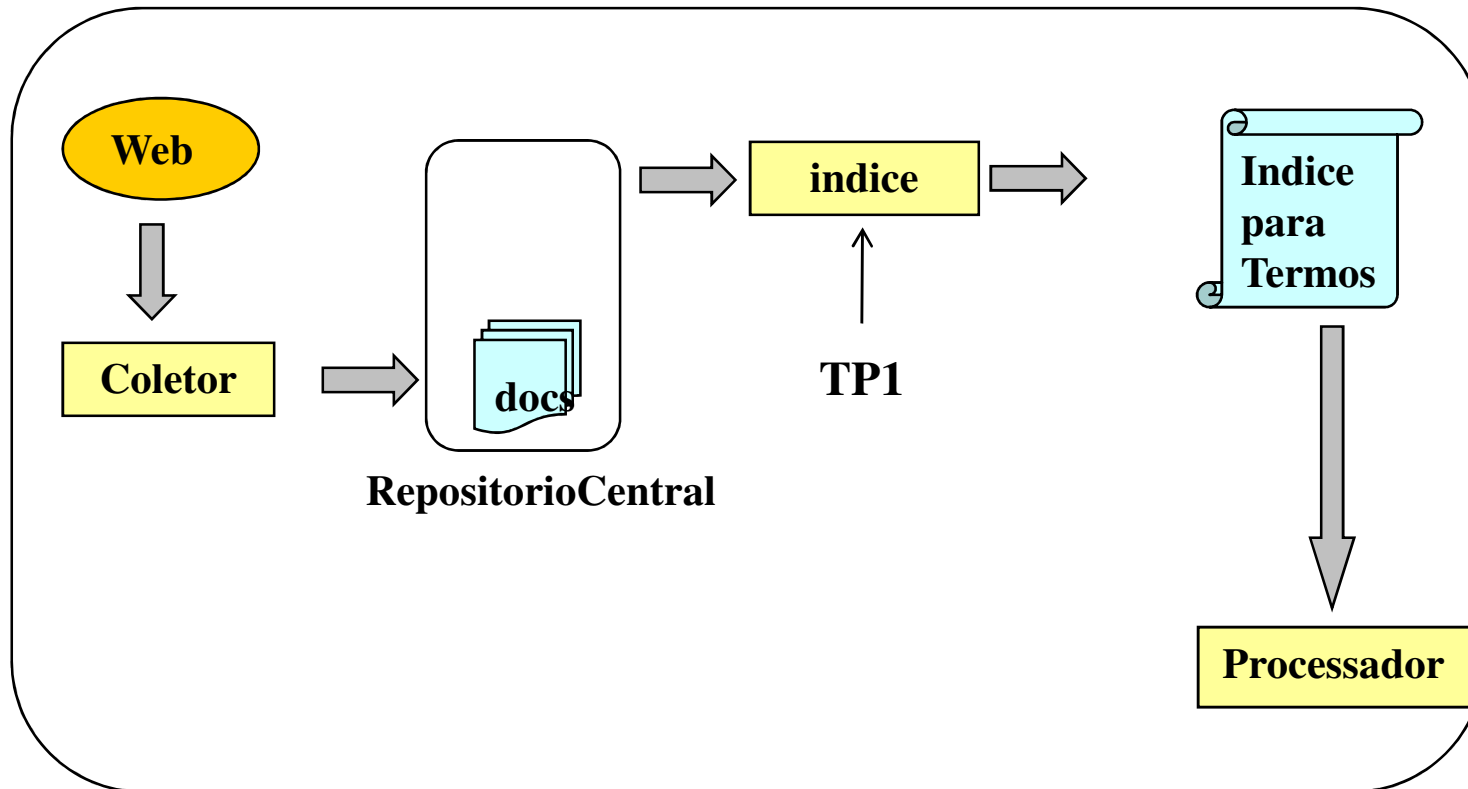 Web
Coletor
docs
RepositorioCentral
indice
TP1
Indice
para
Termos
Processador